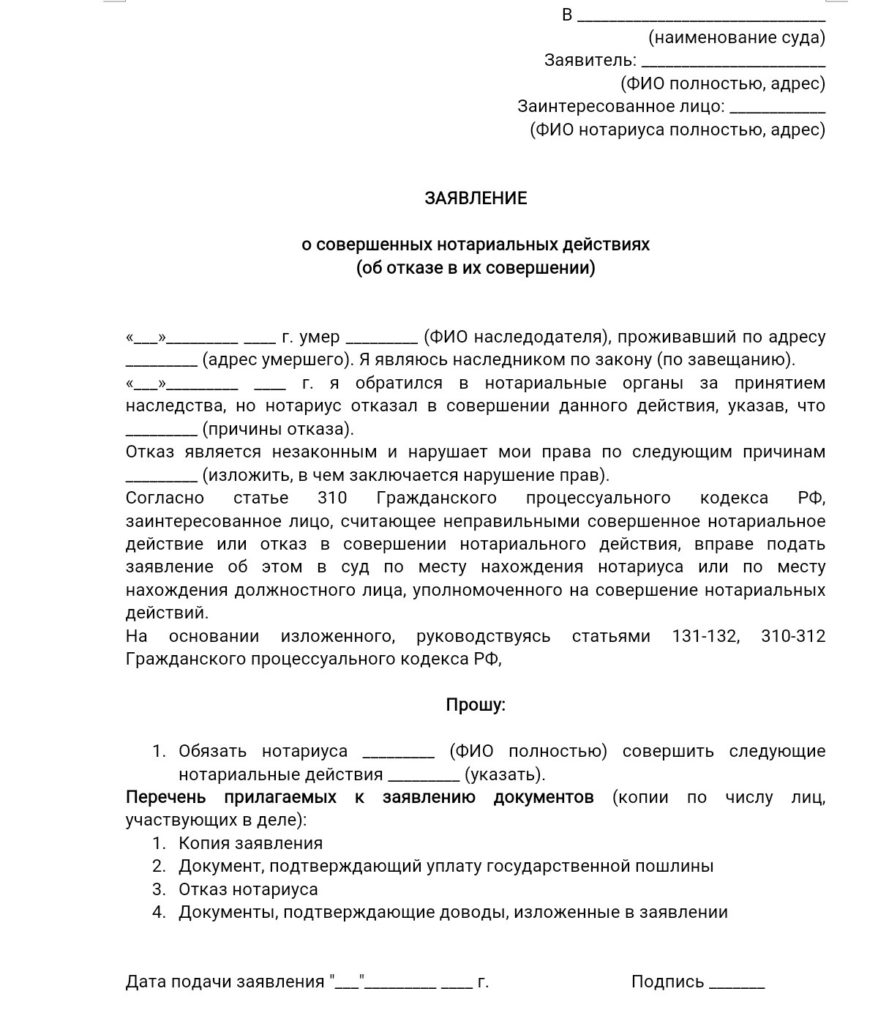 В ____________________________
(наименование суда)
Заявитель: _____________________
(ФИО полностью, адрес)
Заинтересованное лицо: ___________
(ФИО нотариуса полностью, адрес)
ЗАЯВЛЕНИЕ
о совершенных нотариальных действиях
(об отказе в их совершении)
«___»_________ ____ г. умер _________ (ФИО наследодателя), проживавший по адресу
_________ (адрес умершего). Я являюсь наследником по закону (по завещанию).
«___»_________ ____ г. я обратился в нотариальные органы за принятием
наследства, но нотариус отказал в совершении данного действия, указав, что
_________ (причины отказа).
Отказ является незаконным и нарушает мои права по следующим причинам
_________ (изложить, в чем заключается нарушение прав).
Согласно статье 310 Гражданского процессуального кодекса РФ,
заинтересованное лицо, считающее неправильными совершенное нотариальное
действие или отказ в совершении нотариального действия, вправе подать
заявление об этом в суд по месту нахождения нотариуса или по месту
нахождения должностного лица, уполномоченного на совершение нотариальных
действий.
На основании изложенного, руководствуясь статьями 131-132, 310-312
Гражданского процессуального кодекса РФ,
Прошу:
1. Обязать нотариуса _________ (ФИО полностью) совершить следующие
нотариальные действия _________ (указать).
Перечень прилагаемых к заявлению документов (копии по числу лиц,
участвующих в деле):
1. Копия заявления
2. Документ, подтверждающий уплату государственной пошлины
3. Отказ нотариуса
4. Документы, подтверждающие доводы, изложенные в заявлении
Дата подачи заявления "___"_________ ____ г. Подпись _______